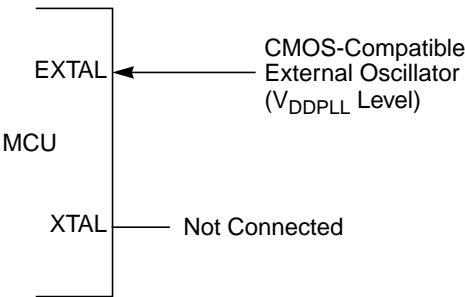 CMOS-Compatible
EXTAL External Oscillator
(VDDPLL Level)
MCU
XTAL Not Connected